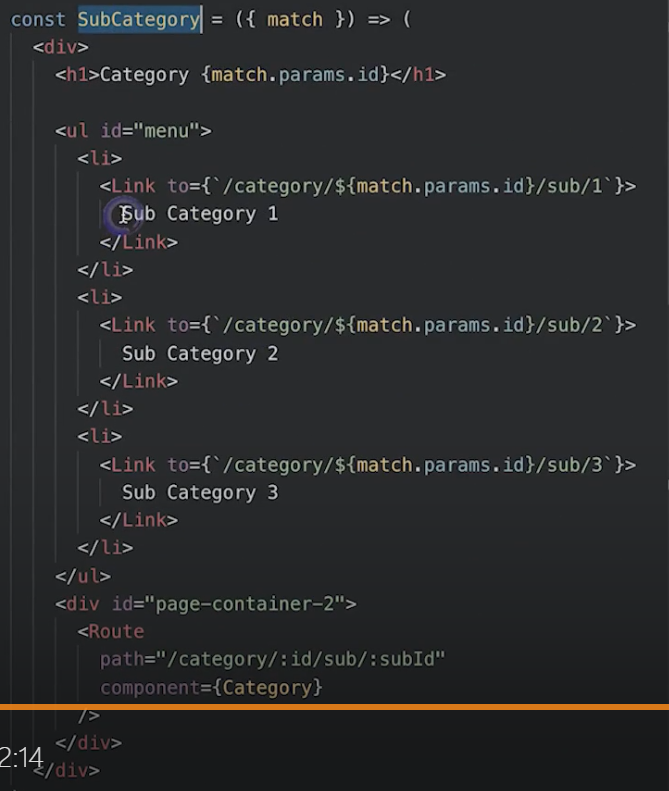 const SubCategory = ({ match }) => (
  <div>
    <h1>Category {match.params.id}</h1>

    <ul id="menu">
      <li>
        <Link to={`/category/${match.params.id}/sub/1`}>
          Sub Category 1
        </Link>
      </li>
      <li>
        <Link to={`/category/${match.params.id}/sub/2`}>
          Sub Category 2
        </Link>
      </li>
      <li>
        <Link to={`/category/${match.params.id}/sub/3`}>
          Sub Category 3
        </Link>
      </li>
    </ul>
    <div id="page-container-2">
      <Route
        path="/category/:id/sub/:subId"
        component={Category}
      />
    </div>
2:14
  </div>